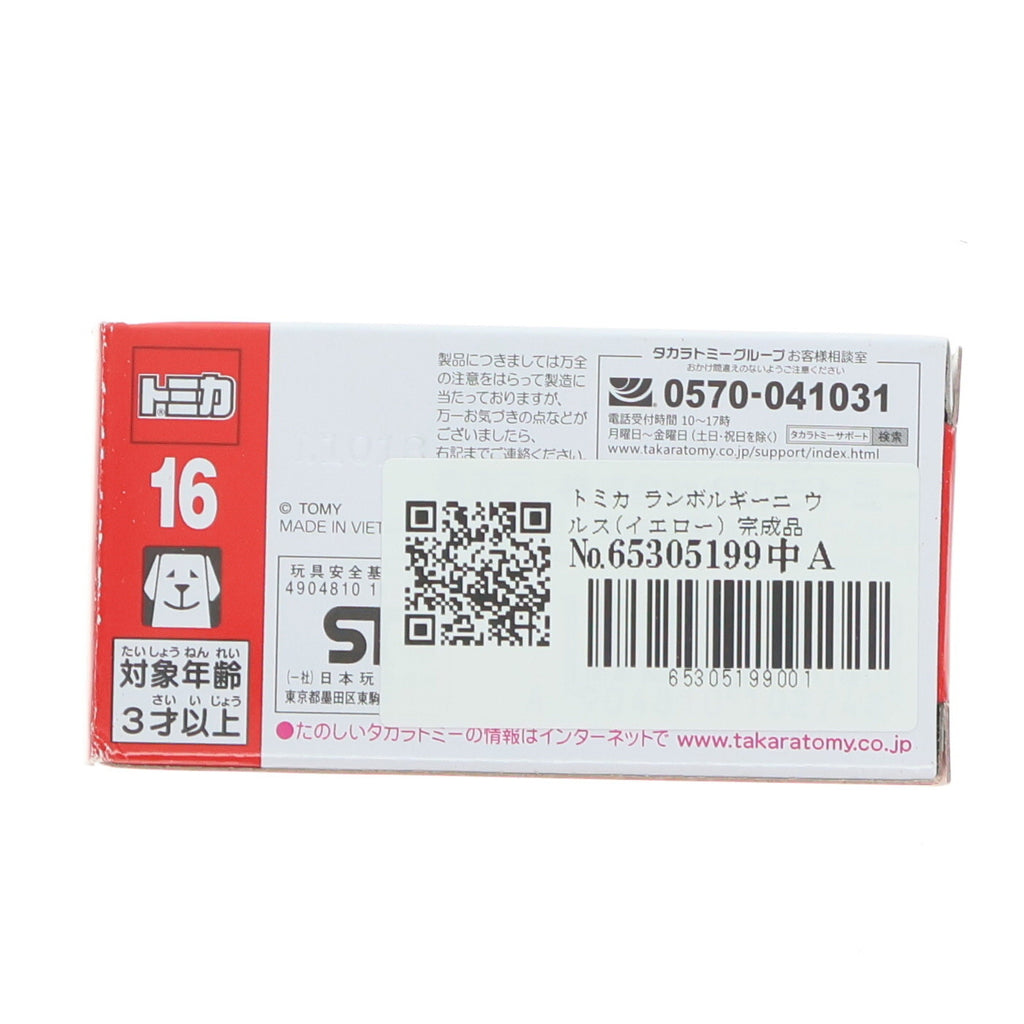 トミカ
16
たいしょうねんれい
対象年齢
さいいじょう
3才以上
製品につきましては万全
の注意をはらって製造に
当たっておりますが、
万一お気づきの点などが
ございましたら、
右記までご連絡ください。
タカラトミーグループお客様相談室
おかけ間違えのないようご注意ください
0570-041031
電話受付時間 10〜17時
月曜日〜金曜日(土日・祝日を除く) タカラトミーサポート 検索
www.takaratomy.co.jp/support/index.html
© TOMY
MADE IN VIET
玩具安全基
4904810 1
ST
(一社)日本玩
東京都墨田区東駒
トミカ ランボルギーニ ウ
ルス(イエロー) 完成品
No.65305199中A
65305199001
●たのしいタカラトミーの情報はインターネットで www.takaratomy.co.jp